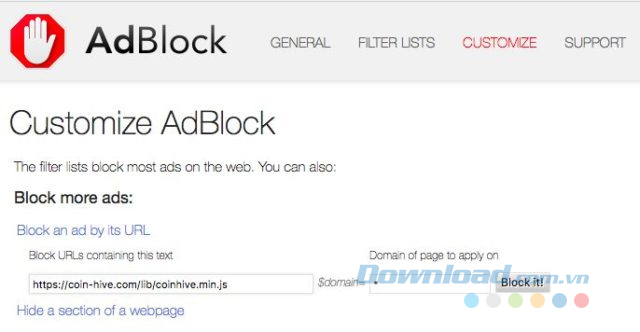 AdBlock GENERAL FILTER LISTS CUSTOMIZE SUPPORT
Customize AdBlock
The filter lists block most ads on the web. You can also:
Block more ads:
Block an ad by its URL
Block URLs containing this text Domain of page to apply on
https://coin-hive.com/lib/coinhive.min.js $domain= * Block it!
Download.com.vn
Hide a section of a webpage